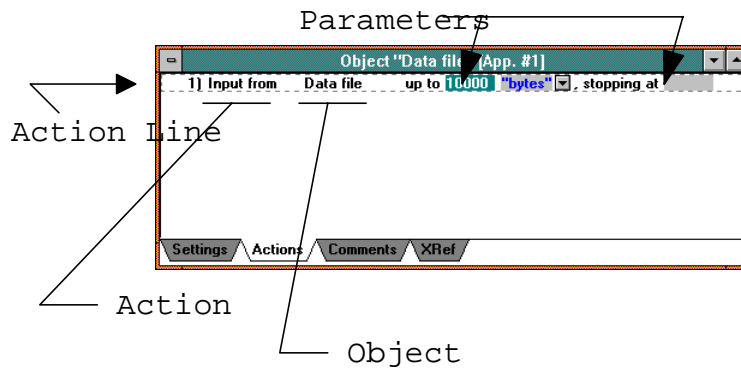 Parameters
Object "Data file" [App. #1]
1) Input from Data file up to 10000 "bytes" , stopping at
Action Line
Settings Actions Comments XRef
Action
Object